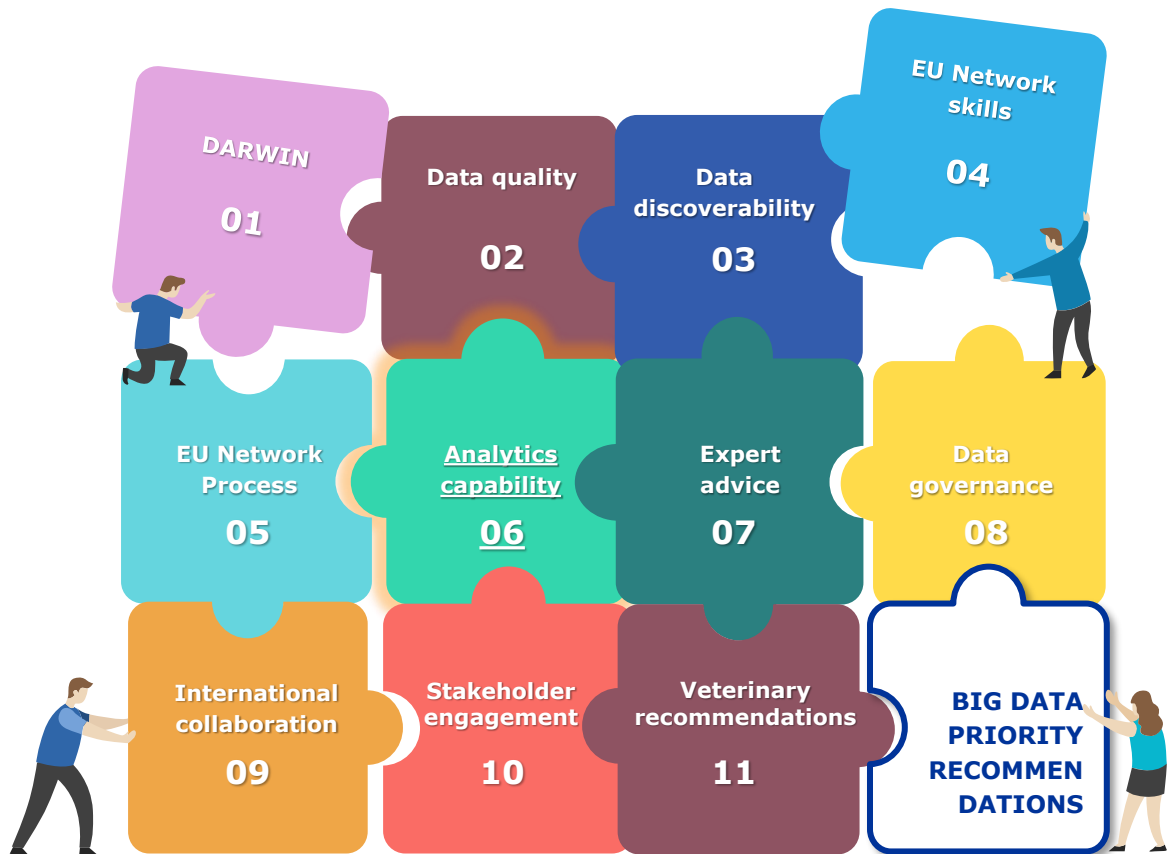 DARWIN
01
Data quality
02
Data
discoverability
03
EU Network
skills
04
EU Network
Process
05
Analytics
capability
06
Expert
advice
07
Data
governance
08
International
collaboration
09
Stakeholder
engagement
10
Veterinary
recommendations
11
BIG DATA
PRIORITY
RECOMMEN
DATIONS